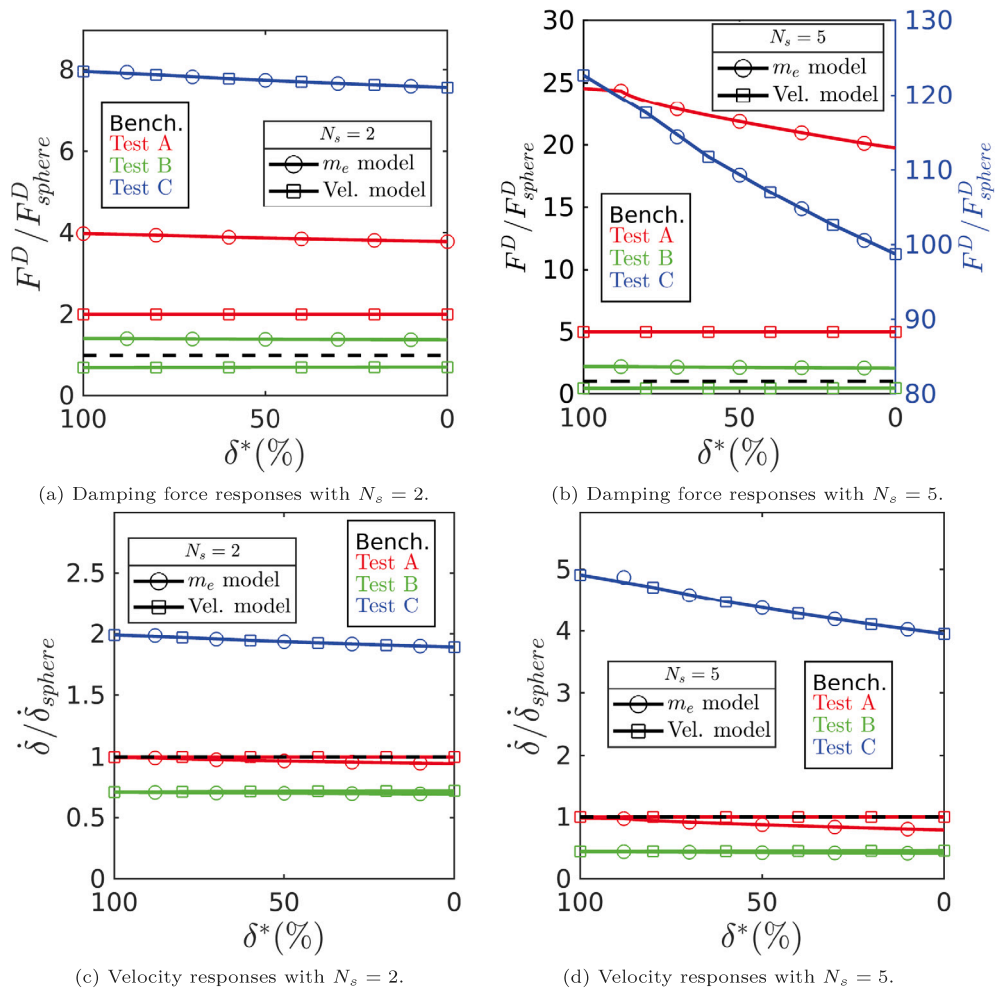 8
6
4
2
0
F^D/F^D_sphere
Bench.
Test A
Test B
Test C
N_s = 2
m_e model
Vel. model
100
50
0
δ*(%)
(a) Damping force responses with N_s = 2.
30
25
20
15
10
5
0
F^D/F^D_sphere
N_s = 5
m_e model
Vel. model
Bench.
Test A
Test B
Test C
130
120
110
100
90
80
F^D/F^D_sphere
100
50
0
δ*(%)
(b) Damping force responses with N_s = 5.
2.5
2
1.5
1
0.5
0
δ̇/δ̇_sphere
N_s = 2
m_e model
Vel. model
Bench.
Test A
Test B
Test C
100
50
0
δ*(%)
(c) Velocity responses with N_s = 2.
5
4
3
2
1
0
δ̇/δ̇_sphere
N_s = 5
m_e model
Vel. model
Bench.
Test A
Test B
Test C
100
50
0
δ*(%)
(d) Velocity responses with N_s = 5.